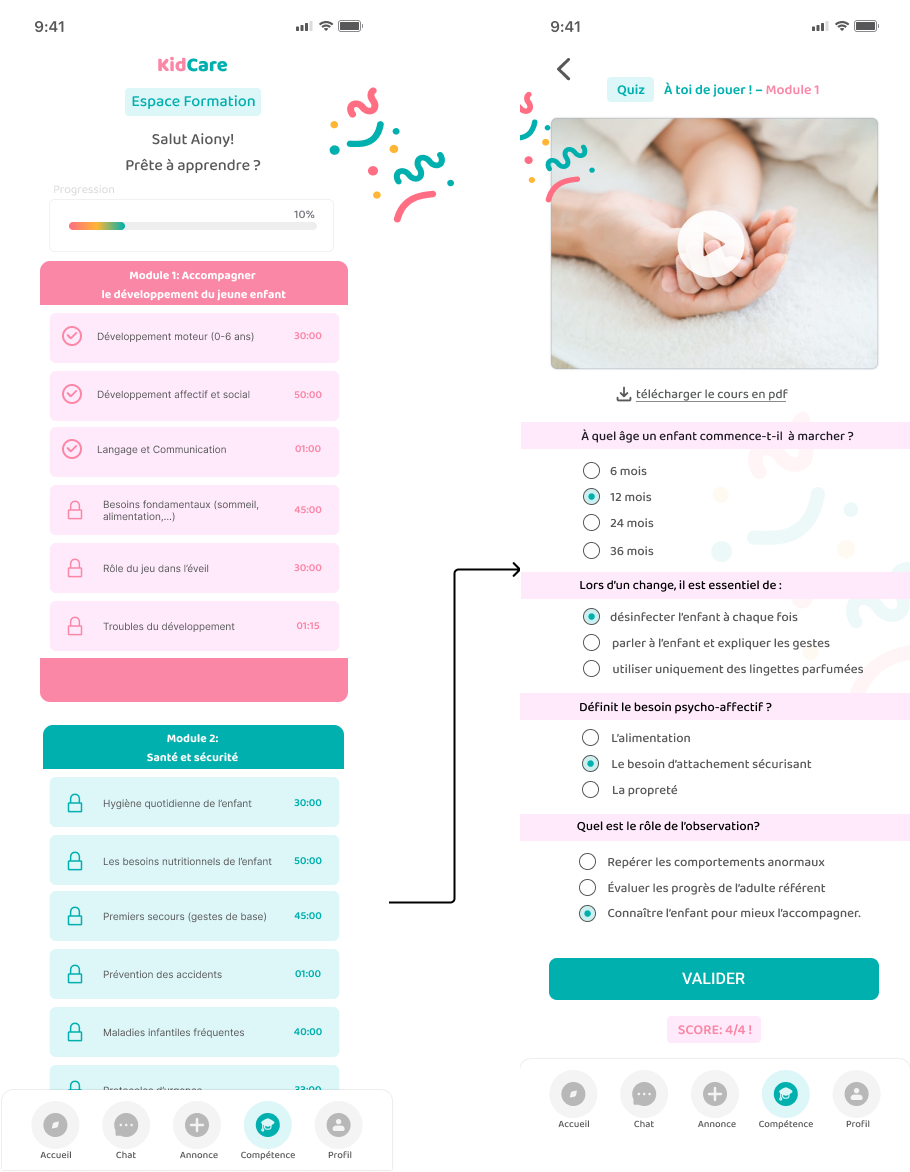 9:41
KidCare
Espace Formation
Salut Aiony!
Prête à apprendre ?
Progression
10%
Module 1: Accompagner
le développement du jeune enfant
Développement moteur (0-6 ans) 30:00
Développement affectif et social 50:00
Langage et Communication 01:00
Besoins fondamentaux (sommeil,
alimentation,...) 45:00
Rôle du jeu dans l'éveil 30:00
Troubles du développement 01:15
Module 2:
Santé et sécurité
Hygiène quotidienne de l'enfant 30:00
Les besoins nutritionnels de l'enfant 50:00
Premiers secours (gestes de base) 45:00
Prévention des accidents 01:00
Maladies infantiles fréquentes 40:00
Protocoles d'urgence 33:00
Accueil Chat Annonce Compétence Profil
9:41
Quiz À toi de jouer ! – Module 1
télécharger le cours en pdf
À quel âge un enfant commence-t-il à marcher ?
6 mois
12 mois
24 mois
36 mois
Lors d'un change, il est essentiel de :
désinfecter l'enfant à chaque fois
parler à l'enfant et expliquer les gestes
utiliser uniquement des lingettes parfumées
Définit le besoin psycho-affectif ?
L'alimentation
Le besoin d'attachement sécurisant
La propreté
Quel est le rôle de l'observation?
Repérer les comportements anormaux
Évaluer les progrès de l'adulte référent
Connaître l'enfant pour mieux l'accompagner.
VALIDER
SCORE: 4/4 !
Accueil Chat Annonce Compétence Profil